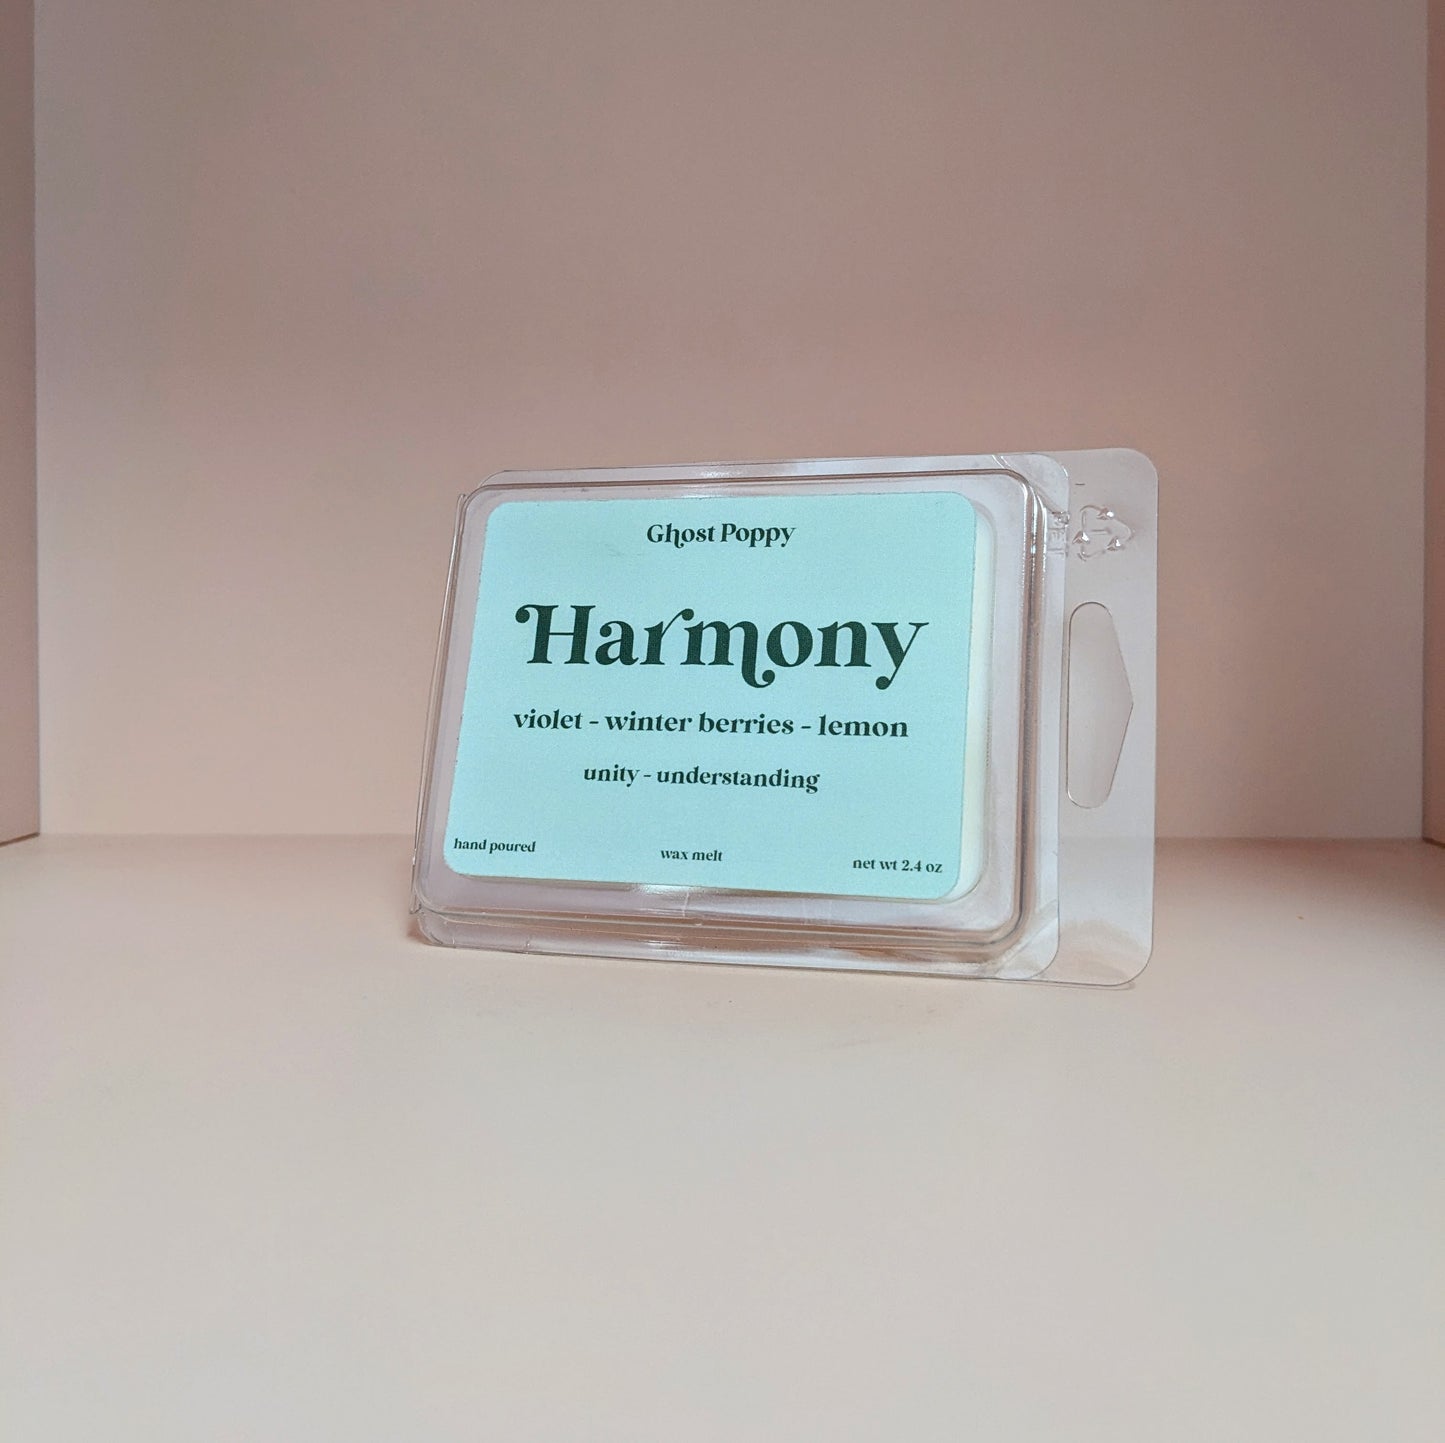 Ghost Poppy
Harmony
violet - winter berries - lemon
unity - understanding
hand poured
wax melt
net wt 2.4 oz